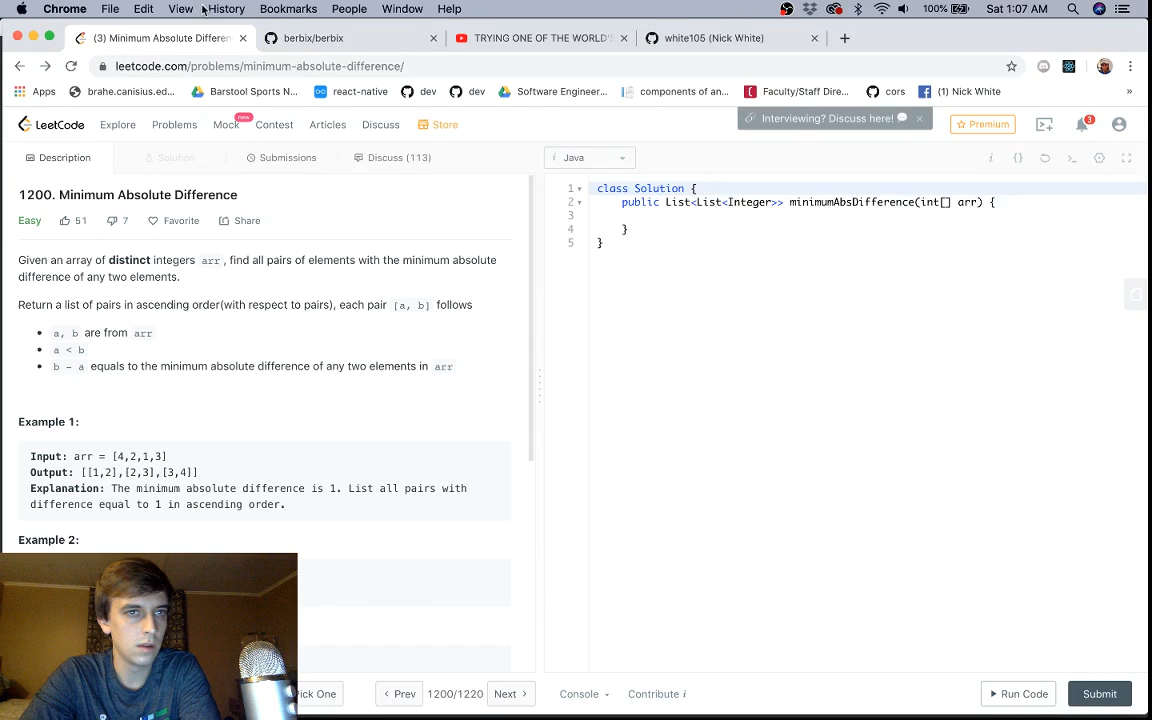 Chrome File Edit View History Bookmarks People Window Help 100% Sat 1:07 AM
(3) Minimum Absolute Differen berbix/berbix TRYING ONE OF THE WORLD'S white105 (Nick White)
leetcode.com/problems/minimum-absolute-difference/
Apps brahe.canisius.ed... Barstool Sports N... react-native dev dev Software Engineer... components of an... Faculty/Staff Dire... cors (1) Nick White »
LeetCode Explore Problems Mock new Contest Articles Discuss Store Interviewing? Discuss here! Premium 3
Description Solution Submissions Discuss (113) i Java
1200. Minimum Absolute Difference
Easy 51 7 Favorite Share
Given an array of distinct integers arr, find all pairs of elements with the minimum absolute
difference of any two elements.
Return a list of pairs in ascending order(with respect to pairs), each pair [a, b] follows
• a, b are from arr
• a < b
• b - a equals to the minimum absolute difference of any two elements in arr
Example 1:
Input: arr = [4,2,1,3]
Output: [[1,2],[2,3],[3,4]]
Explanation: The minimum absolute difference is 1. List all pairs with
difference equal to 1 in ascending order.
Example 2:
1 class Solution {
2 public List<List<Integer>> minimumAbsDifference(int[] arr) {
3
4 }
5 }
Pick One Prev 1200/1220 Next Console Contribute i Run Code Submit